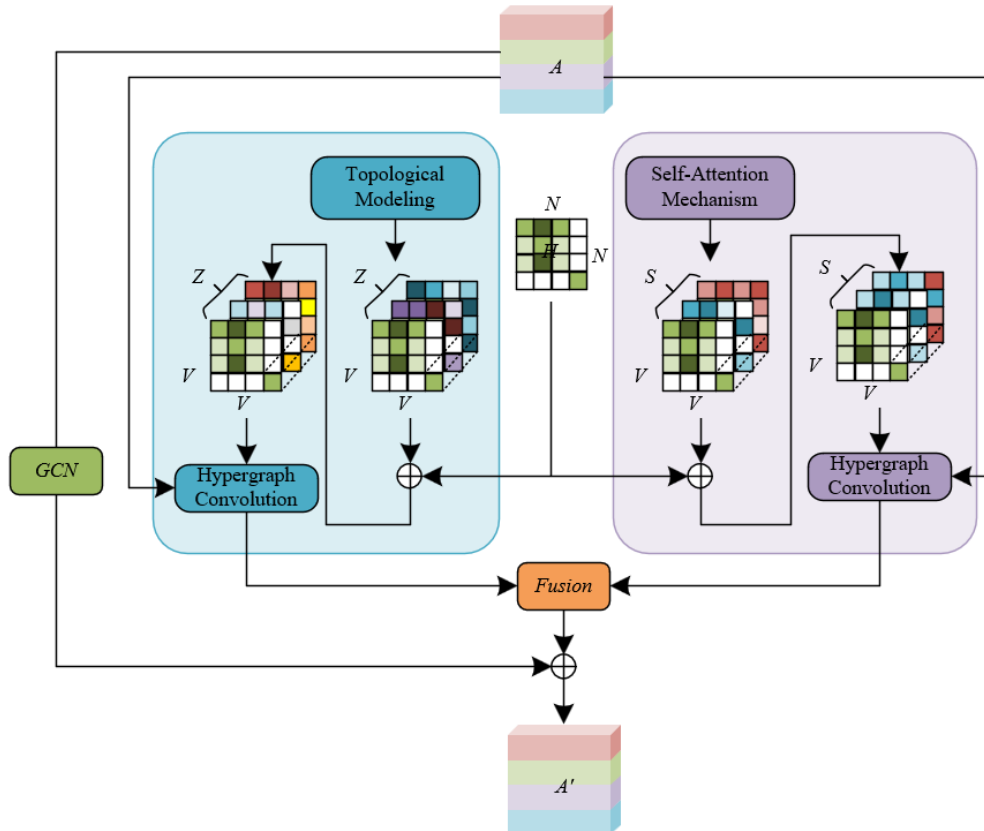 A
Topological
Modeling
Self-Attention
Mechanism
N
H
N
Z
Z
S
S
V
V
V
V
V
V
V
V
GCN
Hypergraph
Convolution
Hypergraph
Convolution
Fusion
A'